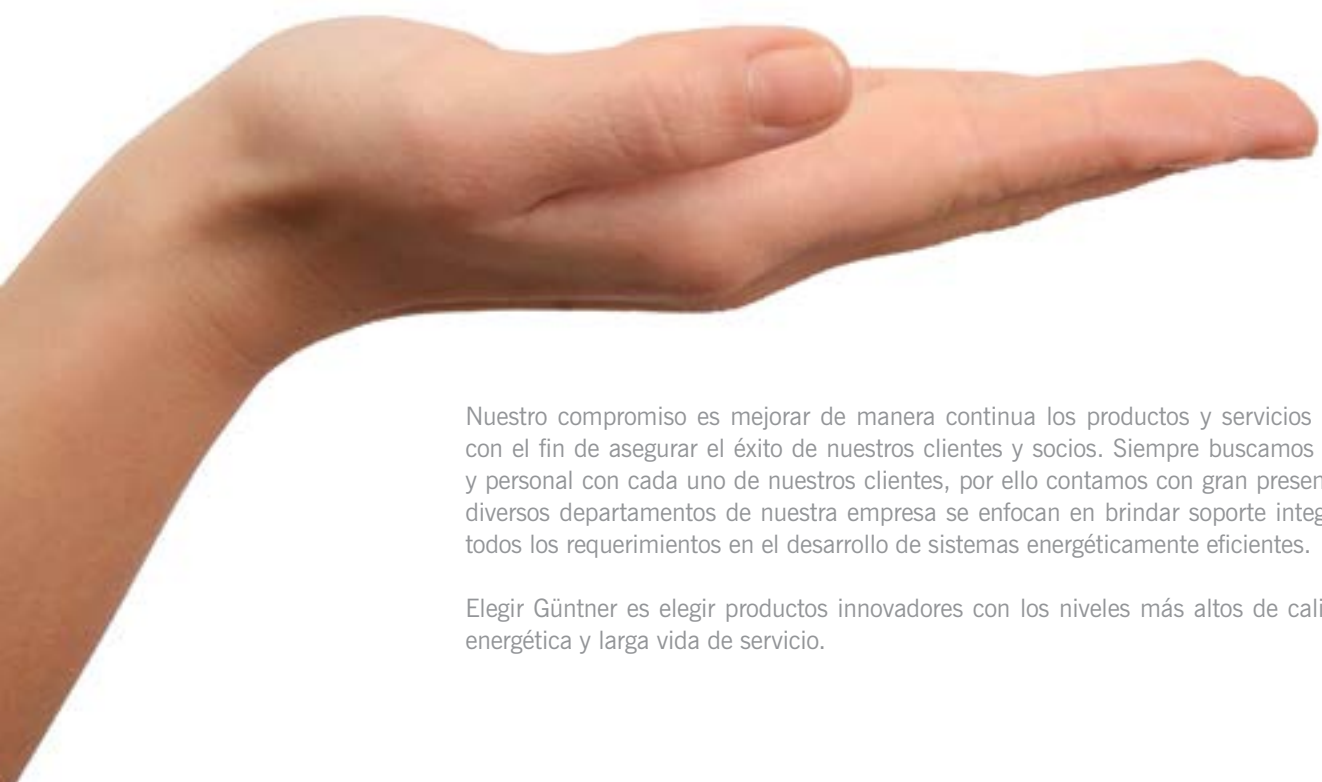 Nuestro compromiso es mejorar de manera continua los productos y servicios
con el fin de asegurar el éxito de nuestros clientes y socios. Siempre buscamos
y personal con cada uno de nuestros clientes, por ello contamos con gran presen
diversos departamentos de nuestra empresa se enfocan en brindar soporte integ
todos los requerimientos en el desarrollo de sistemas energéticamente eficientes.
Elegir Güntner es elegir productos innovadores con los niveles más altos de cali
energética y larga vida de servicio.